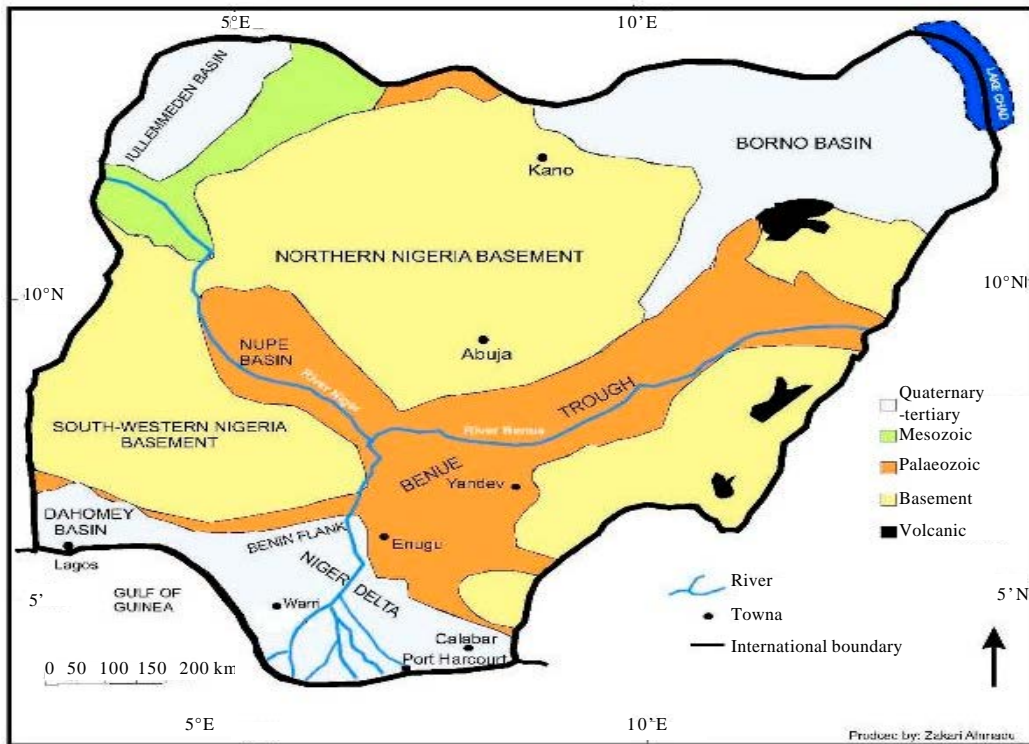 5°E
10°E
IULLEMMEDEN BASIN
LAKE CHAD
BORNO BASIN
Kano
NORTHERN NIGERIA BASEMENT
10°N
10°N
NUPE
BASIN
Abuja
River Niger
TROUGH
SOUTH-WESTERN NIGERIA
BASEMENT
River Benue
BENUE
Yandev
DAHOMEY
BASIN
BENIN FLANK
Enugu
Lagos
NIGER DELTA
GULF OF
GUINEA
Warri
Calabar
Port Harcourt
5'
5'N
0 50 100 150 200 km
5°E
10'E
Quaternary
-tertiary
Mesozoic
Palaeozoic
Basement
Volcanic
River
Towna
International boundary
by: Zakari